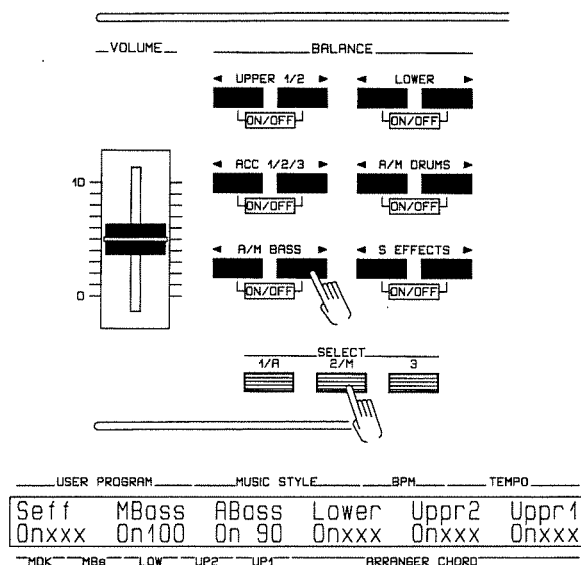 VOLUME
BALANCE
◄ UPPER 1/2 ►
◄ LOWER ►
ON/OFF
ON/OFF
◄ ACC 1/2/3 ►
◄ A/M DRUMS ►
ON/OFF
ON/OFF
10
0
◄ A/M BASS ►
◄ S EFFECTS ►
ON/OFF
ON/OFF
SELECT
1/A 2/M 3
USER PROGRAM MUSIC STYLE BPM TEMPO
Seff MBass ABass Lower Uppr2 Uppr1
Onxxx On100 On 90 Onxxx Onxxx Onxxx
MDK MBs LOW UP2 UP1 ARRANGER CHORD